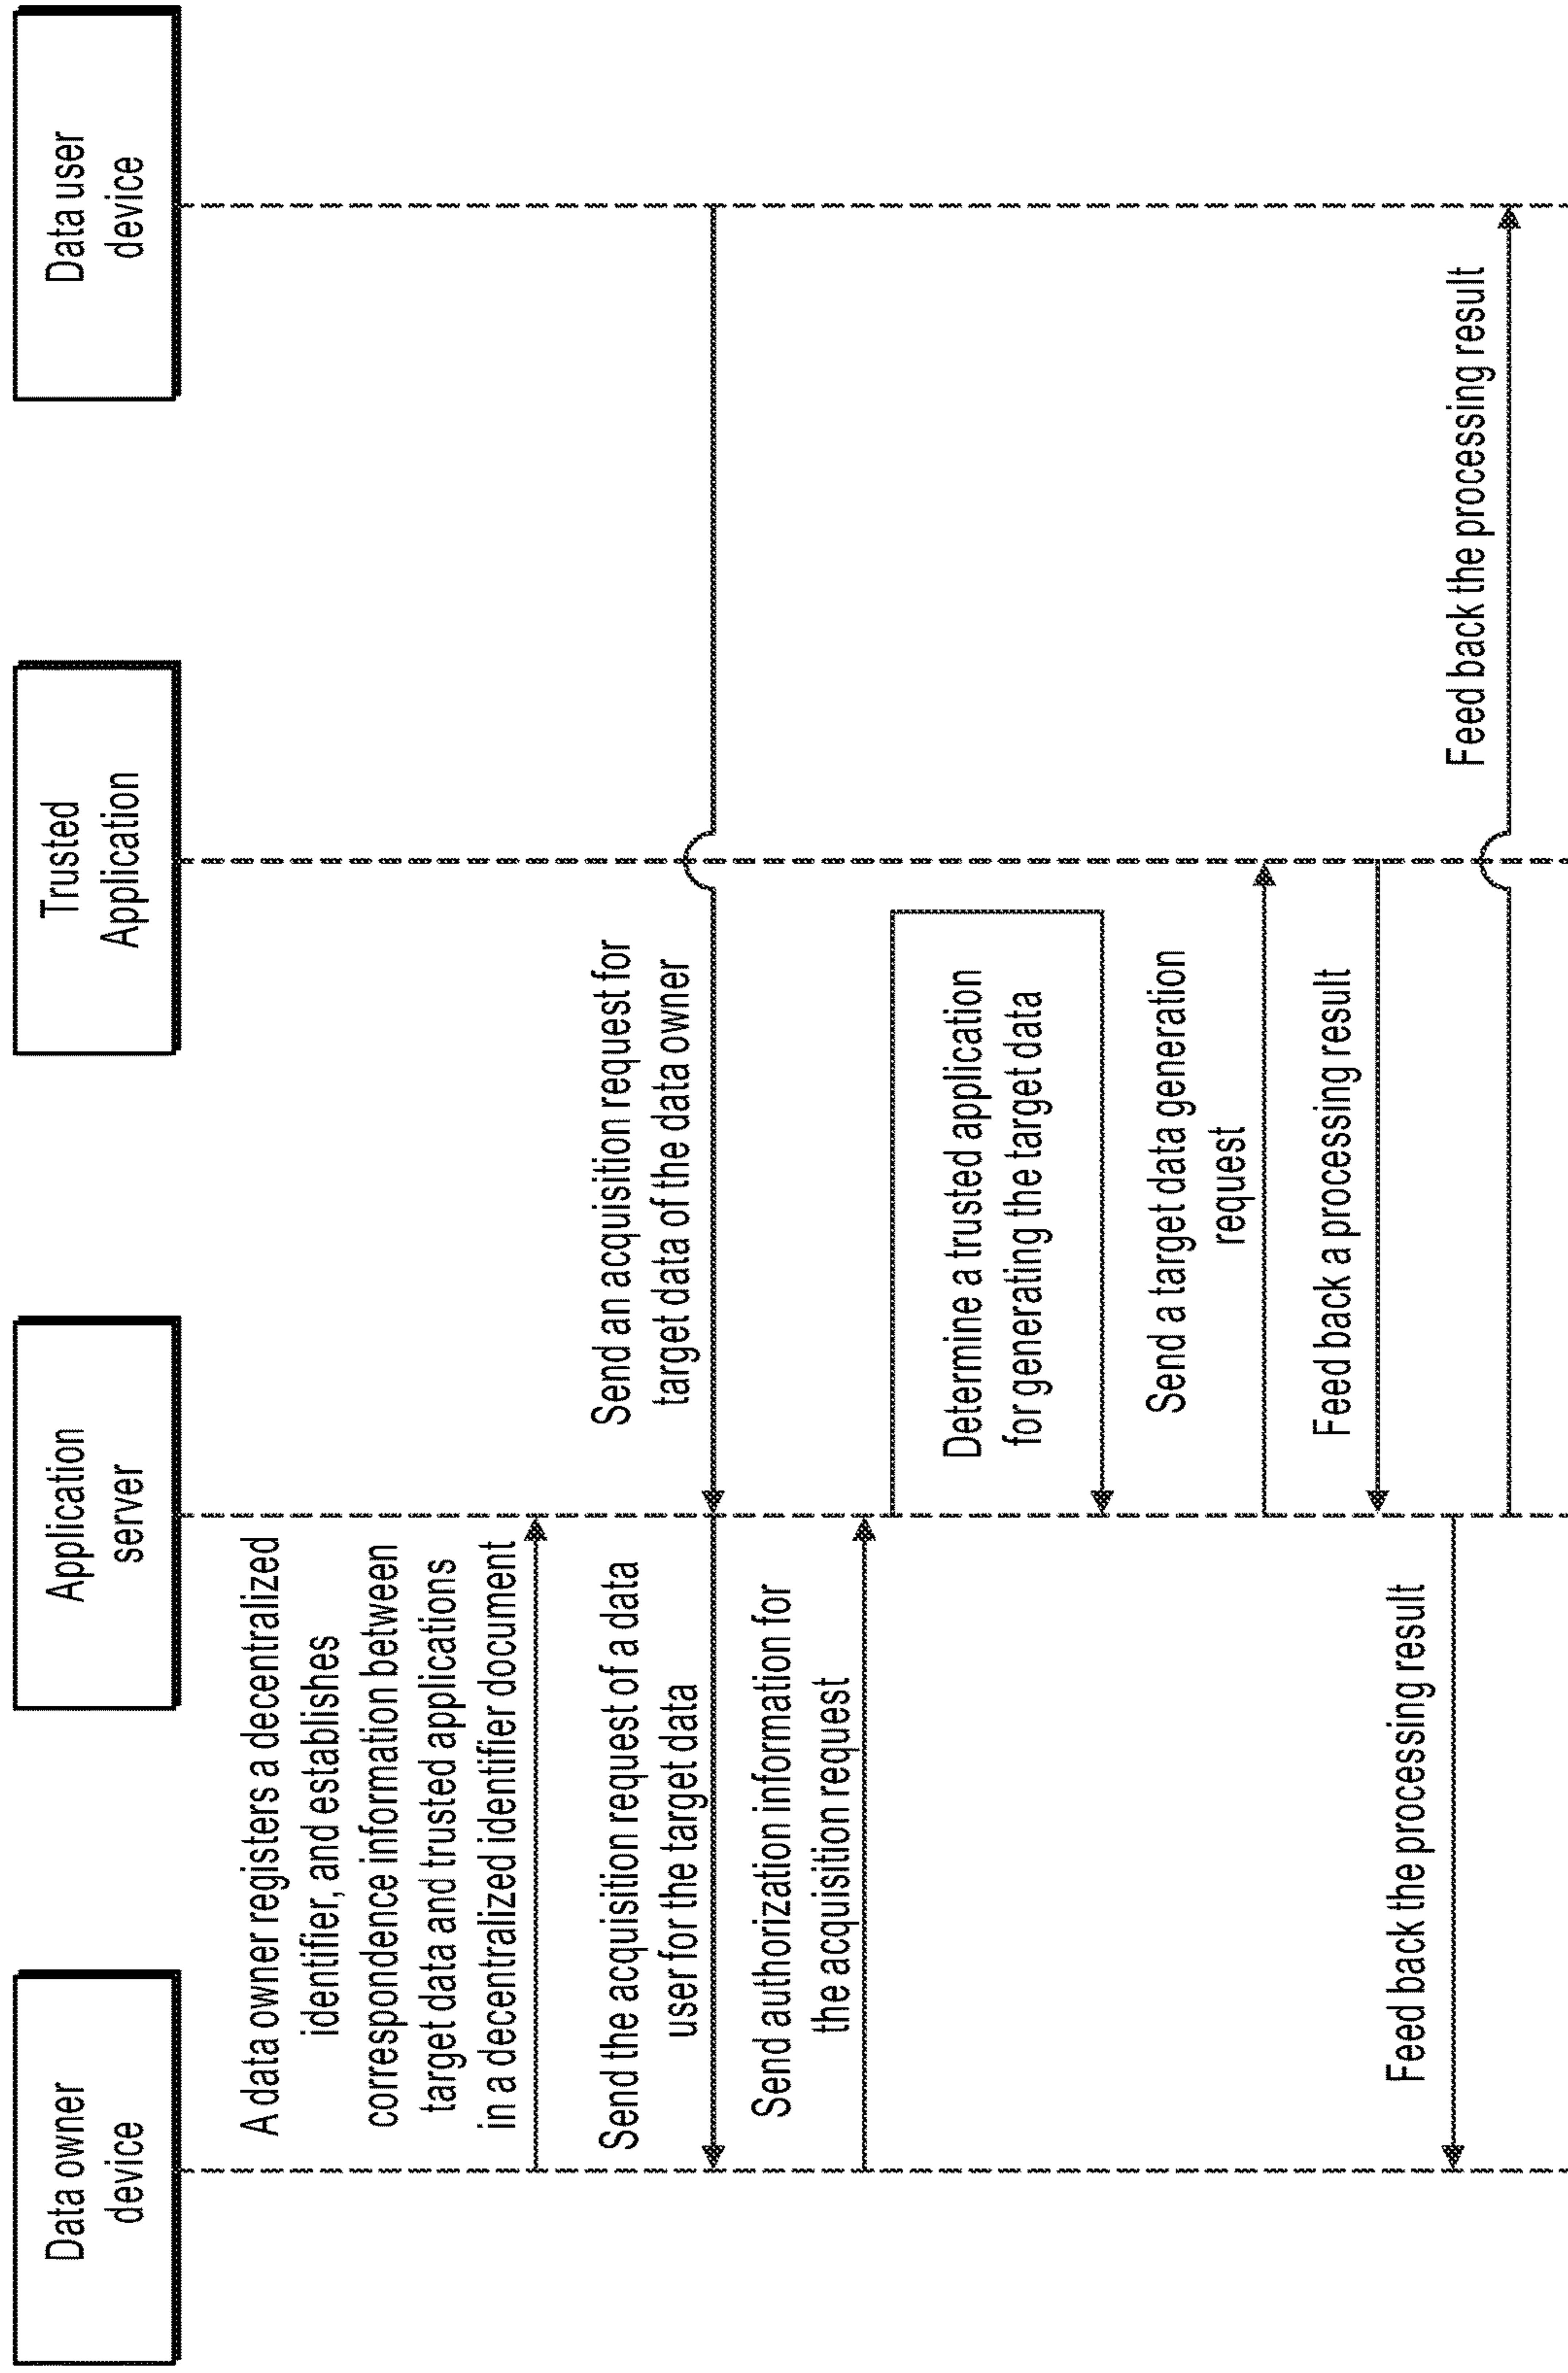 Data owner
device
Application
server
Trusted
Application
Data user
device
A data owner registers a decentralized
identifier, and establishes
correspondence information between
target data and trusted applications
in a decentralized identifier document
Send an acquisition request for
target data of the data owner
Send the acquisition request of a data
user for the target data
Send authorization information for
the acquisition request
Determine a trusted application
for generating the target data
Send a target data generation
request
Feed back a processing result
Feed back the processing result
Feed back the processing result